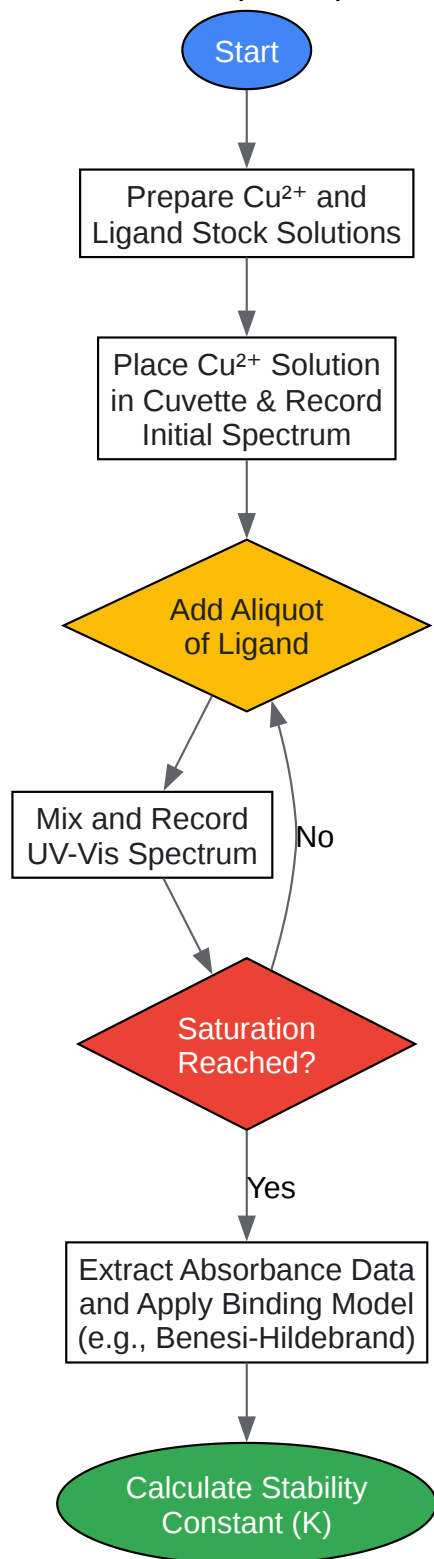 Start
Prepare Cu²⁺ and
Ligand Stock Solutions
Place Cu²⁺ Solution
in Cuvette & Record
Initial Spectrum
Add Aliquot
of Ligand
Mix and Record
UV-Vis Spectrum
No
Saturation
Reached?
Yes
Extract Absorbance Data
and Apply Binding Model
(e.g., Benesi-Hildebrand)
Calculate Stability
Constant (K)